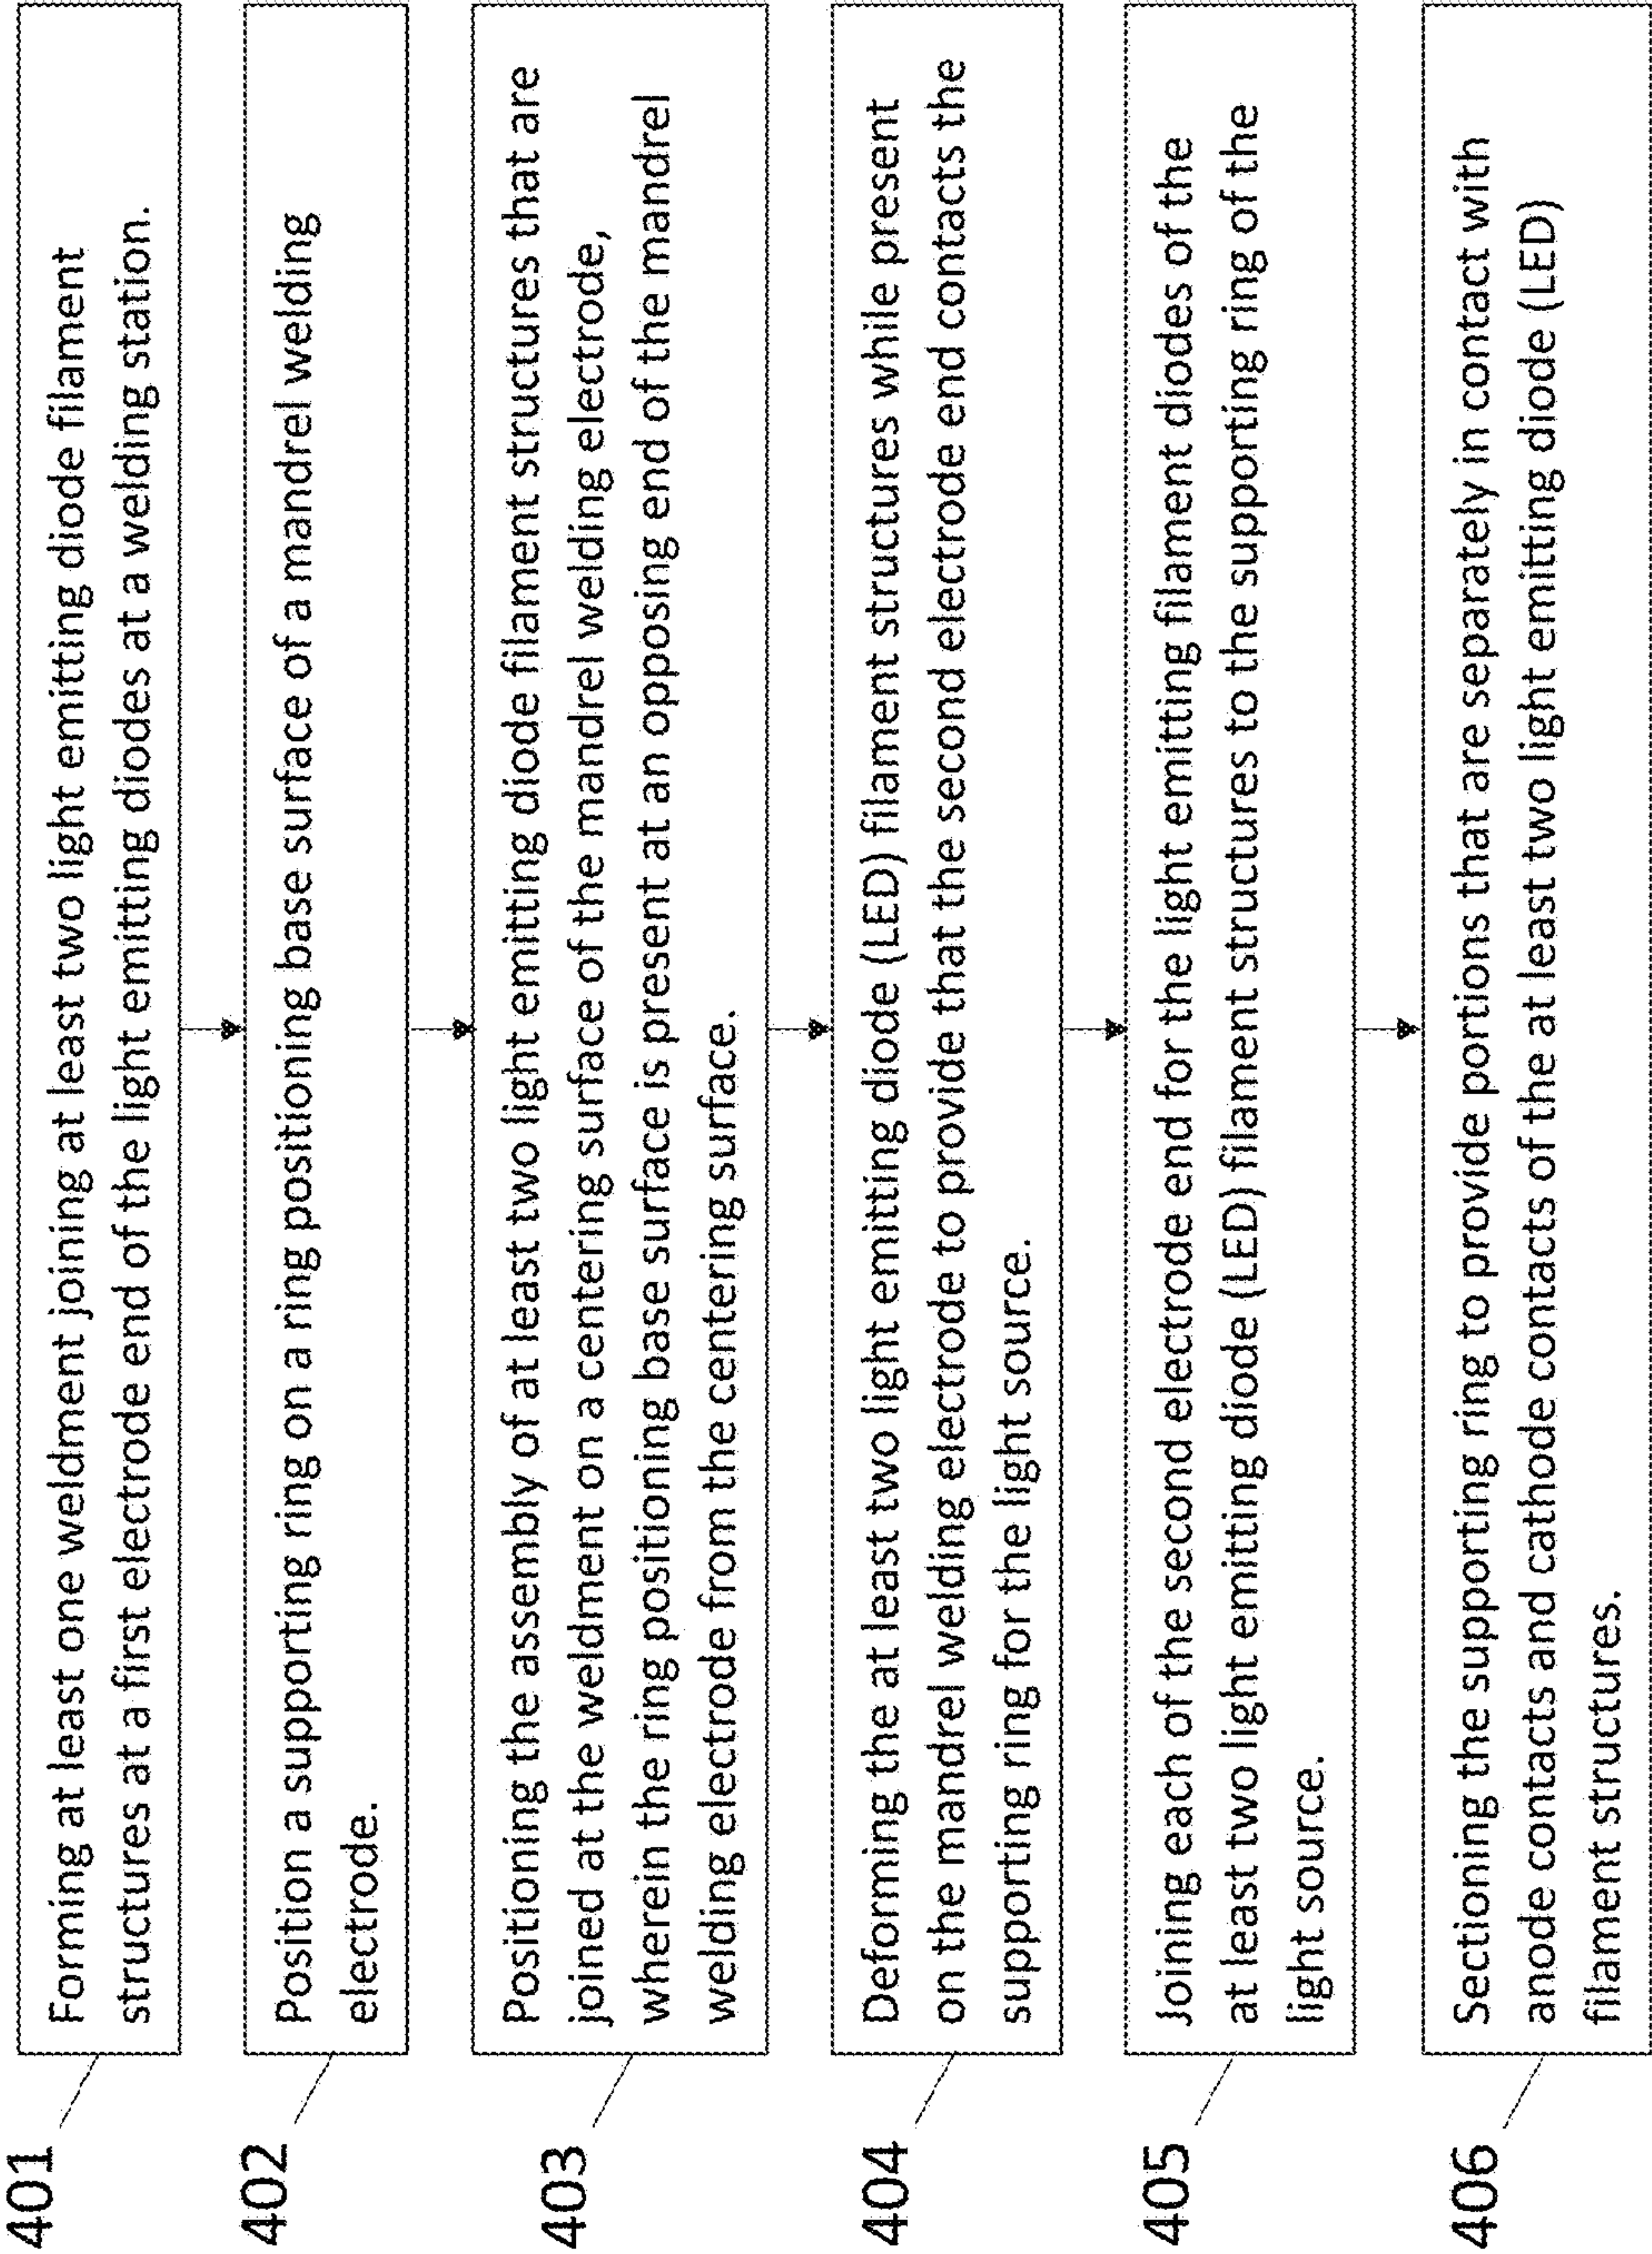 401
Forming at least one weldment joining at least two light emitting diode filament
structures at a first electrode end of the light emitting diodes at a welding station.
402
Position a supporting ring on a ring positioning base surface of a mandrel welding
electrode.
403
Positioning the assembly of at least two light emitting diode filament structures that are
joined at the weldment on a centering surface of the mandrel welding electrode,
wherein the ring positioning base surface is present at an opposing end of the mandrel
welding electrode from the centering surface.
404
Deforming the at least two light emitting diode (LED) filament structures while present
on the mandrel welding electrode to provide that the second electrode end contacts the
supporting ring for the light source.
405
Joining each of the second electrode end for the light emitting filament diodes of the
at least two light emitting diode (LED) filament structures to the supporting ring of the
light source.
406
Sectioning the supporting ring to provide portions that are separately in contact with
anode contacts and cathode contacts of the at least two light emitting diode (LED)
filament structures.